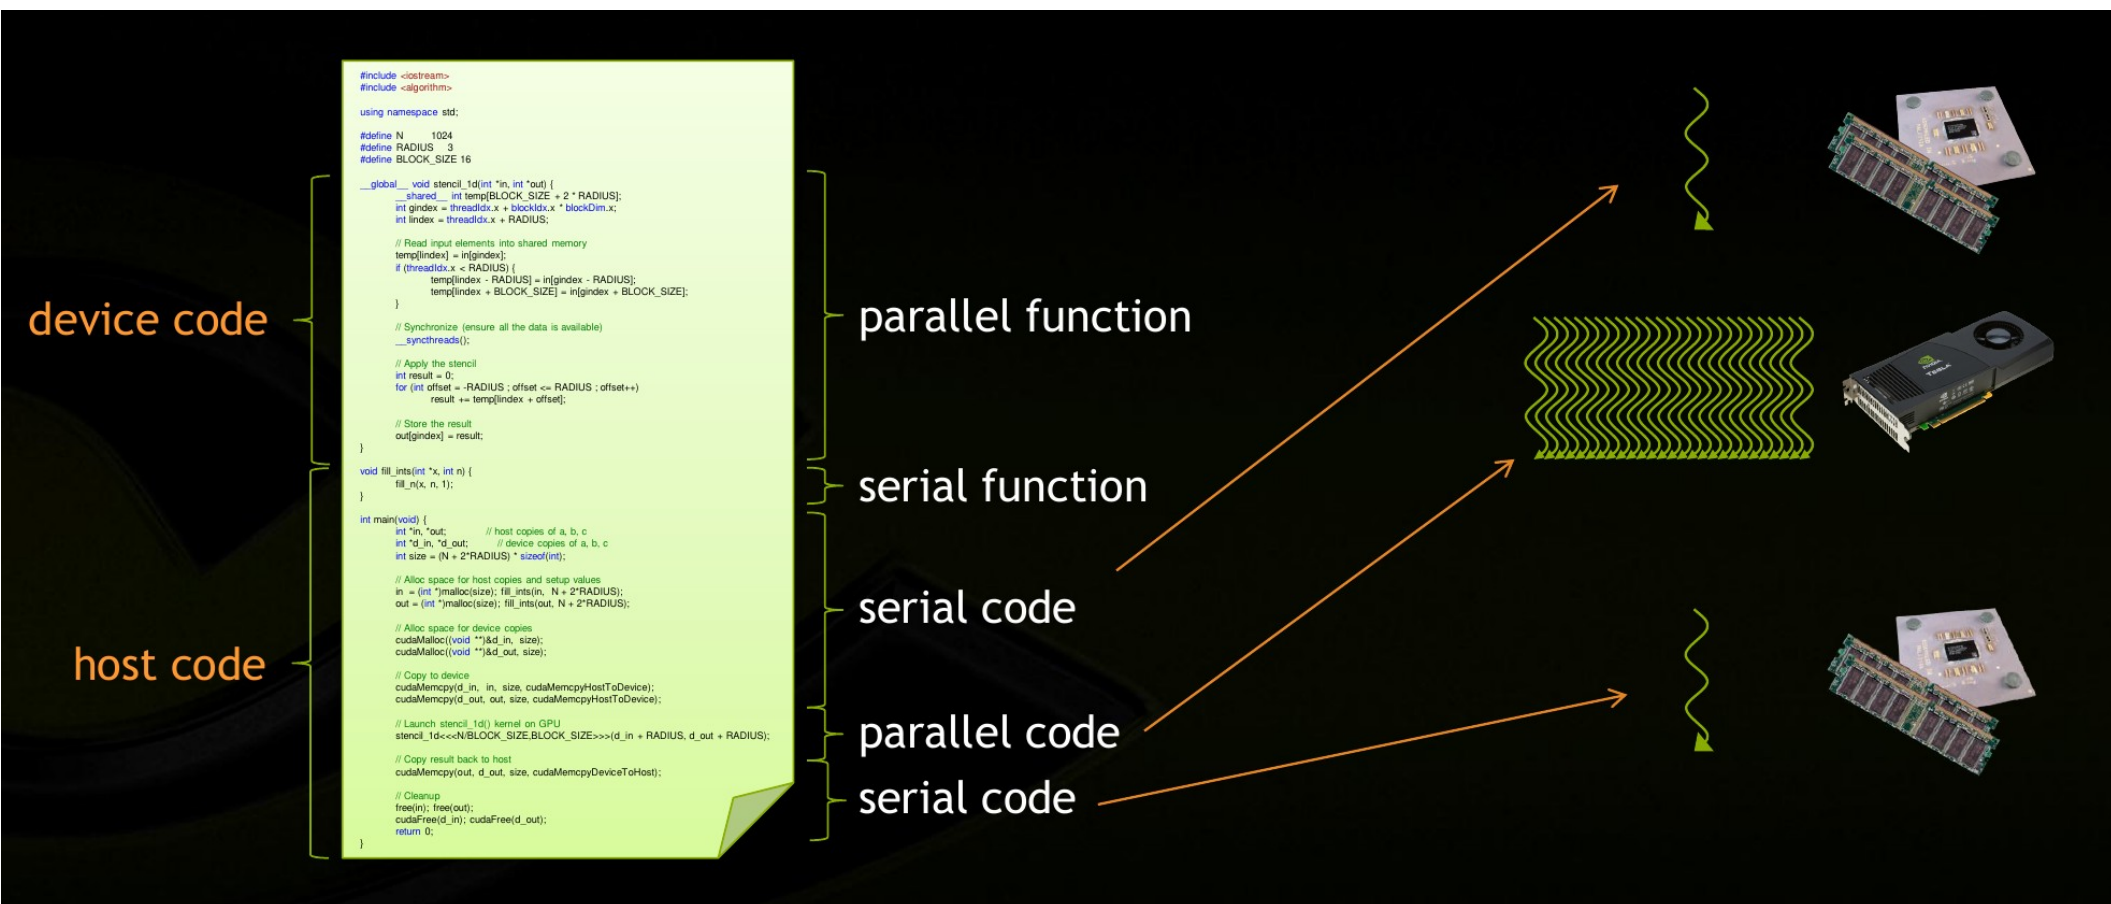 #include <iostream>
#include <algorithm>
using namespace std;
#define N 1024
#define RADIUS 3
#define BLOCK_SIZE 16
__global__ void stencil_1d(int *in, int *out) {
__shared__ int temp[BLOCK_SIZE + 2 * RADIUS];
int gindex = threadIdx.x + blockIdx.x * blockDim.x;
int lindex = threadIdx.x + RADIUS;
// Read input elements into shared memory
temp[lindex] = in[gindex];
if (threadIdx.x < RADIUS) {
temp[lindex - RADIUS] = in[gindex - RADIUS];
temp[lindex + BLOCK_SIZE] = in[gindex + BLOCK_SIZE];
}
// Synchronize (ensure all the data is available)
__syncthreads();
// Apply the stencil
int result = 0;
for (int offset = -RADIUS ; offset <= RADIUS ; offset++)
result += temp[lindex + offset];
// Store the result
out[gindex] = result;
}
void fill_ints(int *x, int n) {
fill_n(x, n, 1);
}
int main(void) {
int *in, *out; // host copies of a, b, c
int *d_in, *d_out; // device copies of a, b, c
int size = (N + 2*RADIUS) * sizeof(int);
// Alloc space for host copies and setup values
in = (int *)malloc(size); fill_ints(in, N + 2*RADIUS);
out = (int *)malloc(size); fill_ints(out, N + 2*RADIUS);
// Alloc space for device copies
cudaMalloc((void **)&d_in, size);
cudaMalloc((void **)&d_out, size);
// Copy to device
cudaMemcpy(d_in, in, size, cudaMemcpyHostToDevice);
cudaMemcpy(d_out, out, size, cudaMemcpyHostToDevice);
// Launch stencil_1d() kernel on GPU
stencil_1d<<<N/BLOCK_SIZE,BLOCK_SIZE>>>(d_in + RADIUS, d_out + RADIUS);
// Copy result back to host
cudaMemcpy(out, d_out, size, cudaMemcpyDeviceToHost);
// Cleanup
free(in); free(out);
cudaFree(d_in); cudaFree(d_out);
return 0;
}
device code
host code
parallel function
serial function
serial code
parallel code
serial code
NVIDIA
TESLA